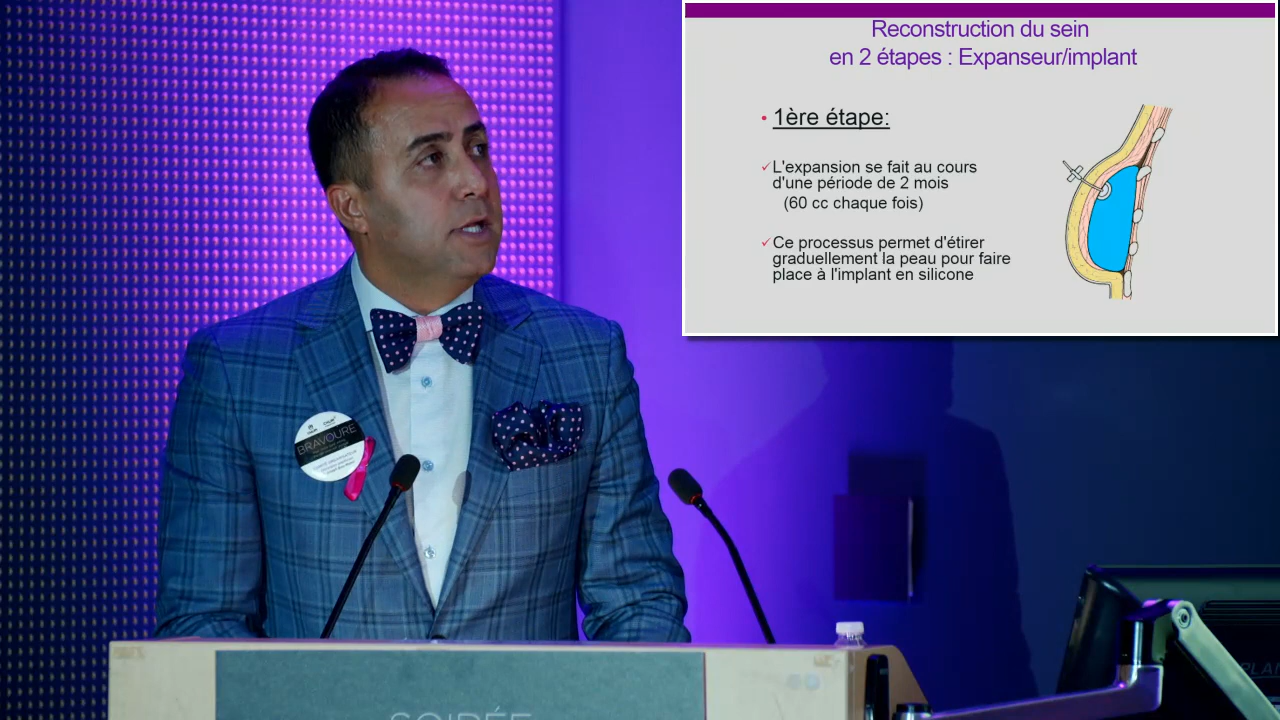 Reconstruction du sein
en 2 étapes : Expanseur/implant
• 1ère étape:
✓L'expansion se fait au cours
d'une période de 2 mois
(60 cc chaque fois)
✓Ce processus permet d'étirer
graduellement la peau pour faire
place à l'implant en silicone
BRAVOURE
SOIRÉE